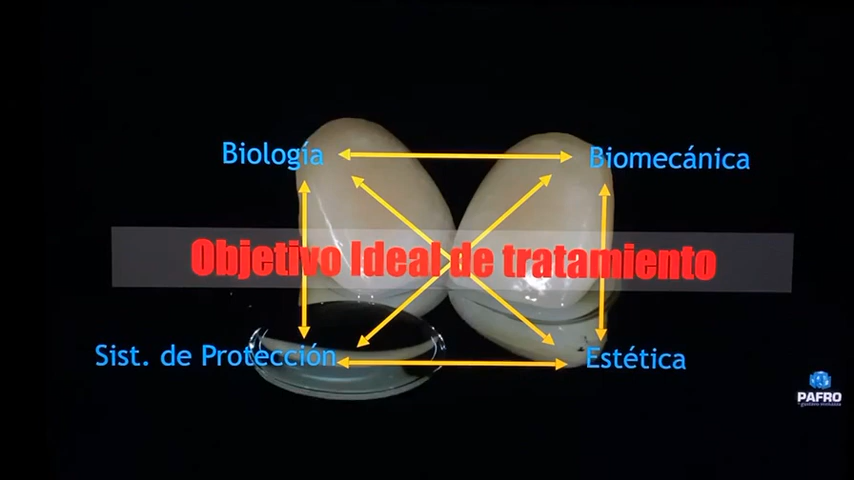 Biología
Biomecánica
Objetivo Ideal de tratamiento
Sist. de Protección
Estética
PAFRO